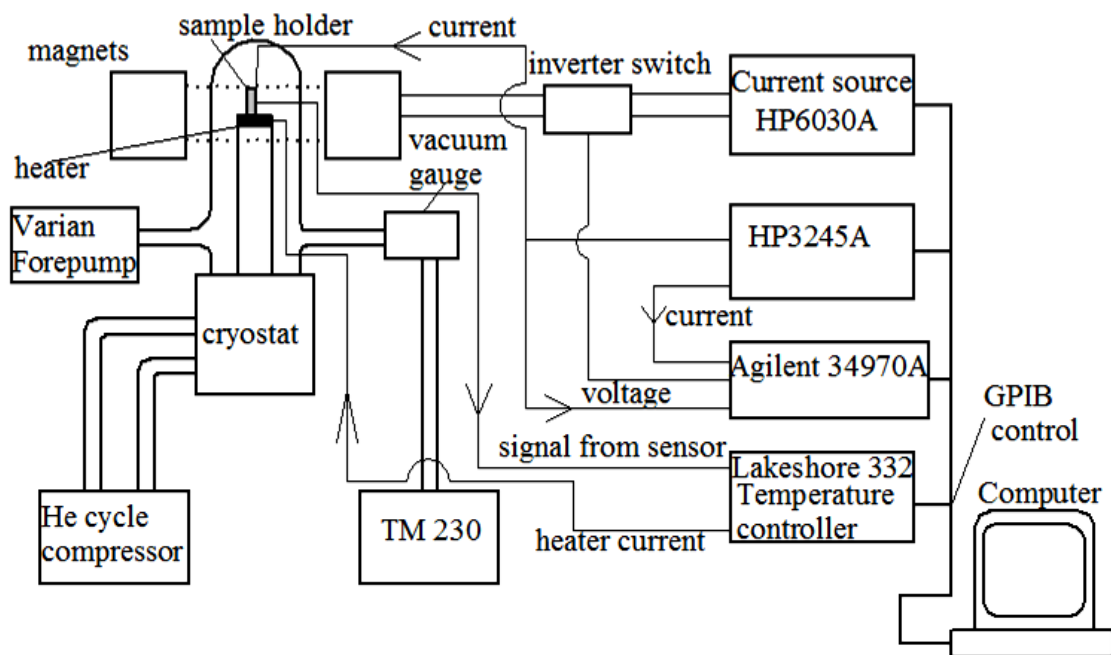 sample holder
current
magnets
inverter switch
Current source
HP6030A
heater
vacuum
gauge
Varian
Forepump
HP3245A
current
cryostat
Agilent 34970A
voltage
GPIB
control
signal from sensor
Lakeshore 332
Temperature
controller
Computer
He cycle
compressor
TM 230
heater current